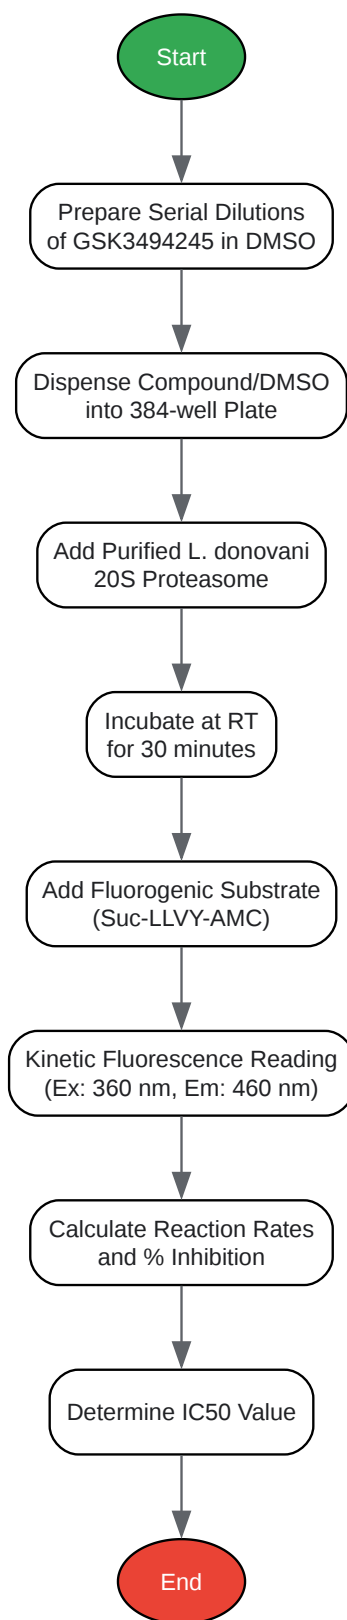 Start
Prepare Serial Dilutions
of GSK3494245 in DMSO
Dispense Compound/DMSO
into 384-well Plate
Add Purified L. donovani
20S Proteasome
Incubate at RT
for 30 minutes
Add Fluorogenic Substrate
(Suc-LLVY-AMC)
Kinetic Fluorescence Reading
(Ex: 360 nm, Em: 460 nm)
Calculate Reaction Rates
and % Inhibition
Determine IC50 Value
End